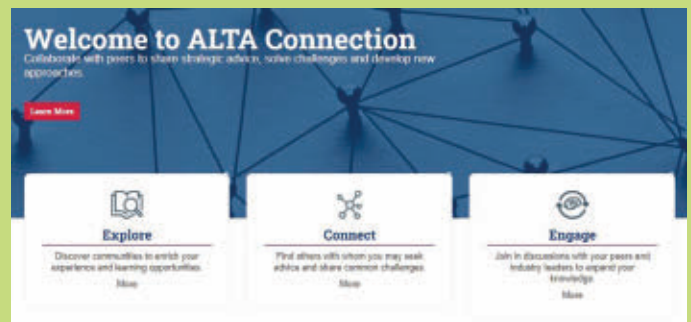 Welcome to ALTA Connection
Collaborate with peers to share strategic advice, solve challenges and develop new
approaches.
Learn More
Explore
Discover communities to enrich your
experience and learning opportunities.
More
Connect
Find others with whom you may seek
advice and share common challenges.
More
Engage
Join in discussions with your peers and
industry leaders to expand your
knowledge.
More